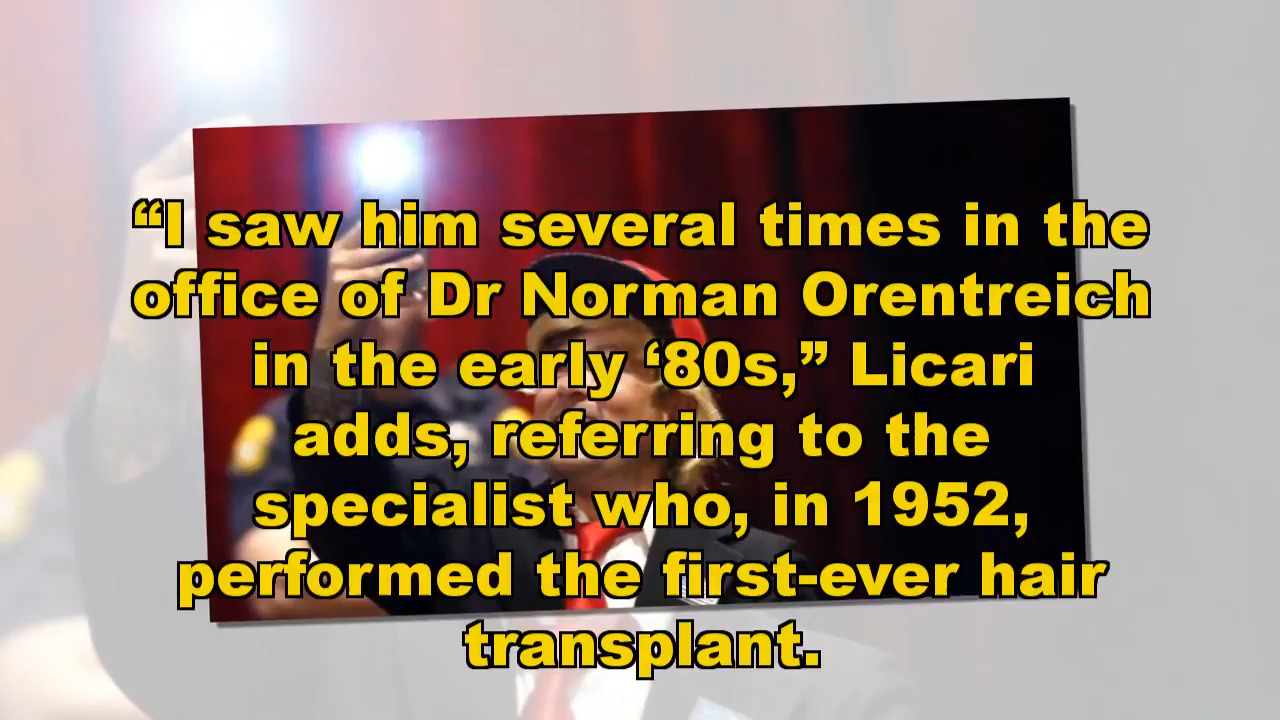 “I saw him several times in the
office of Dr Norman Orentreich
in the early ‘80s,” Licari
adds, referring to the
specialist who, in 1952,
performed the first-ever hair
transplant.